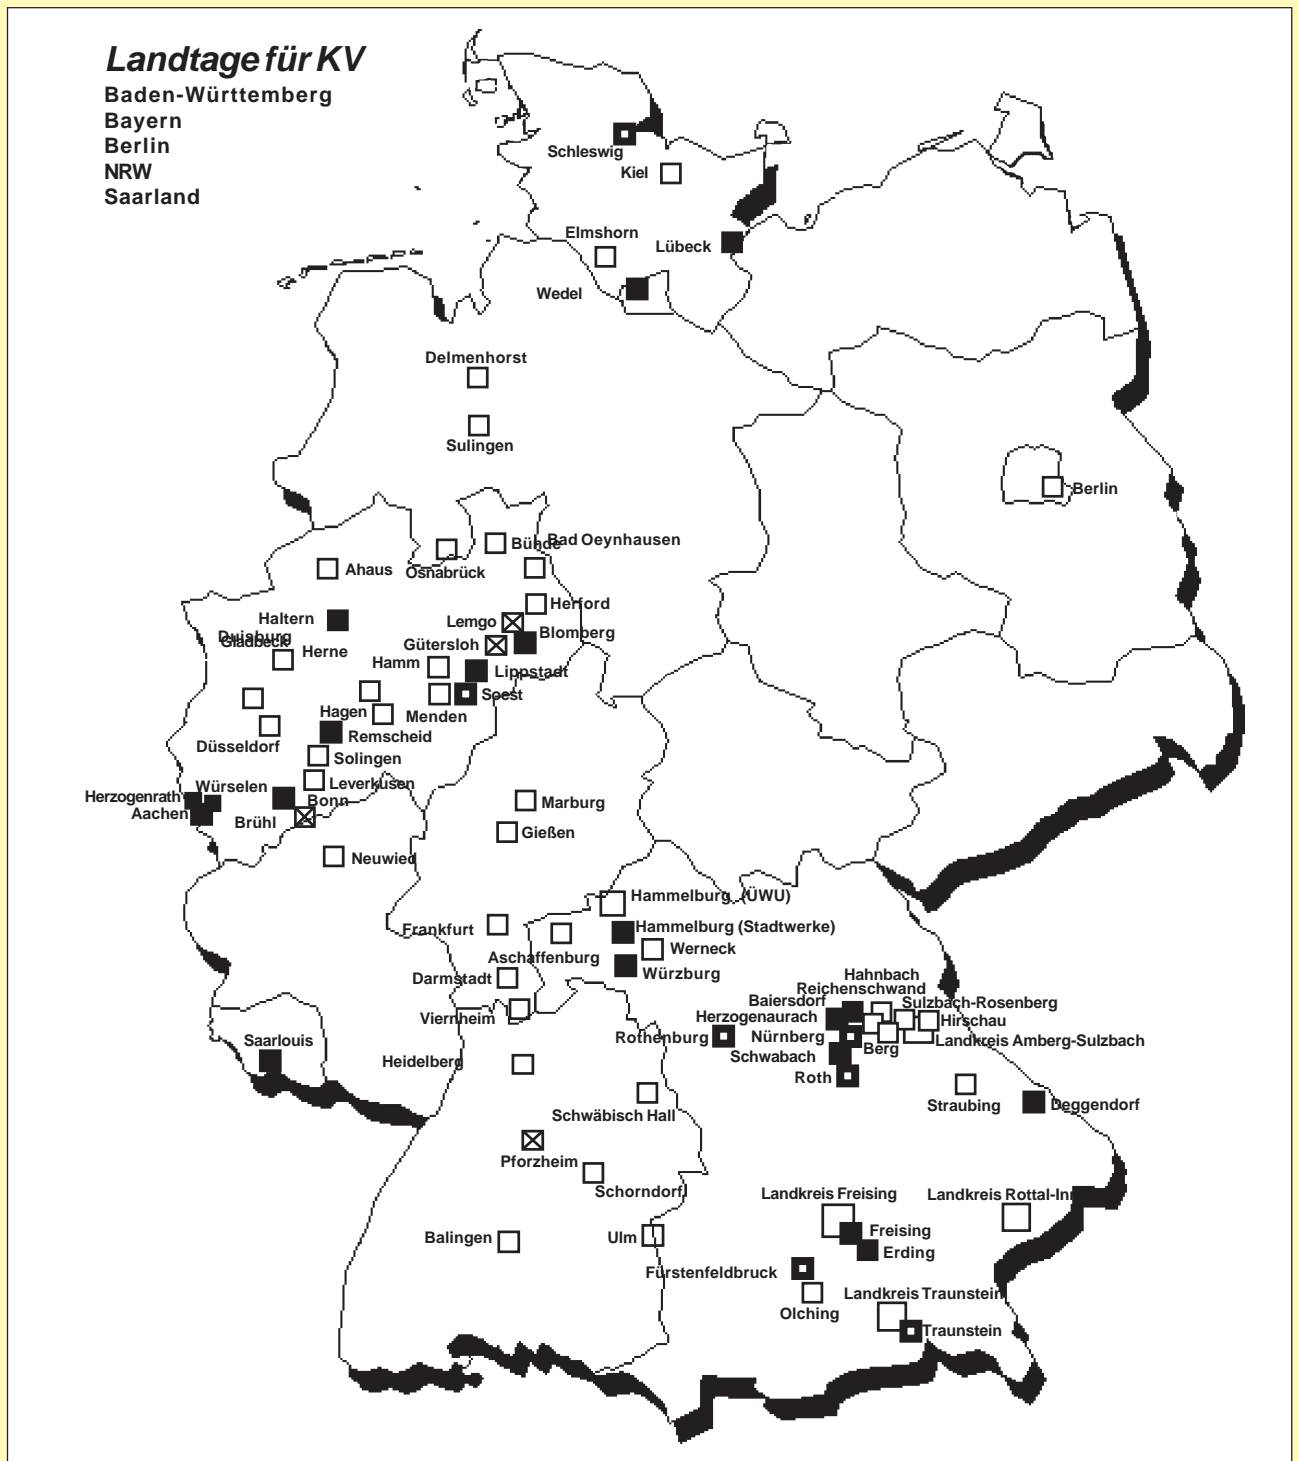 Landtage für KV
Baden-Württemberg
Bayern
Berlin
NRW
Saarland
Schleswig
Kiel
Elmshorn
Lübeck
Wedel
Delmenhorst
Sulingen
Berlin
Bünde
Bad Oeynhausen
Osnabrück
Ahaus
Herford
Haltern
Lemgo
Duisburg
Blomberg
Gladbeck
Gütersloh
Herne
Hamm
Lippstadt
Soest
Hagen
Menden
Remscheid
Düsseldorf
Solingen
Leverkusen
Würselen
Herzogenrath
Bonn
Marburg
Aachen
Brühl
Gießen
Neuwied
Hammelburg (ÜWU)
Frankfurt
Hammelburg (Stadtwerke)
Werneck
Aschaffenburg
Darmstadt
Würzburg
Hahnbach
Reichenschwand
Baiersdorf
Sulzbach-Rosenberg
Viernheim
Herzogenaurach
Hirschau
Rothenburg
Nürnberg
Landkreis Amberg-Sulzbach
Saarlouis
Berg
Schwabach
Heidelberg
Roth
Straubing
Deggendorf
Schwäbisch Hall
Pforzheim
Schorndorf
Landkreis Freising
Landkreis Rottal-Inn
Balingen
Ulm
Freising
Erding
Fürstenfeldbruck
Landkreis Traunstein
Olching
Traunstein